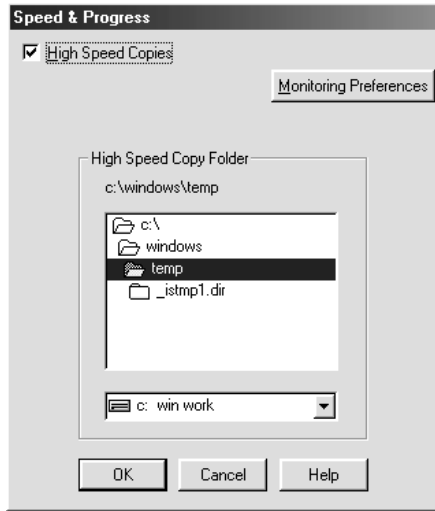 Speed & Progress
High Speed Copies
Monitoring Preferences
High Speed Copy Folder
c:\windows\temp
c:\
windows
temp
_istmp1.dir
c: win work
OK Cancel Help